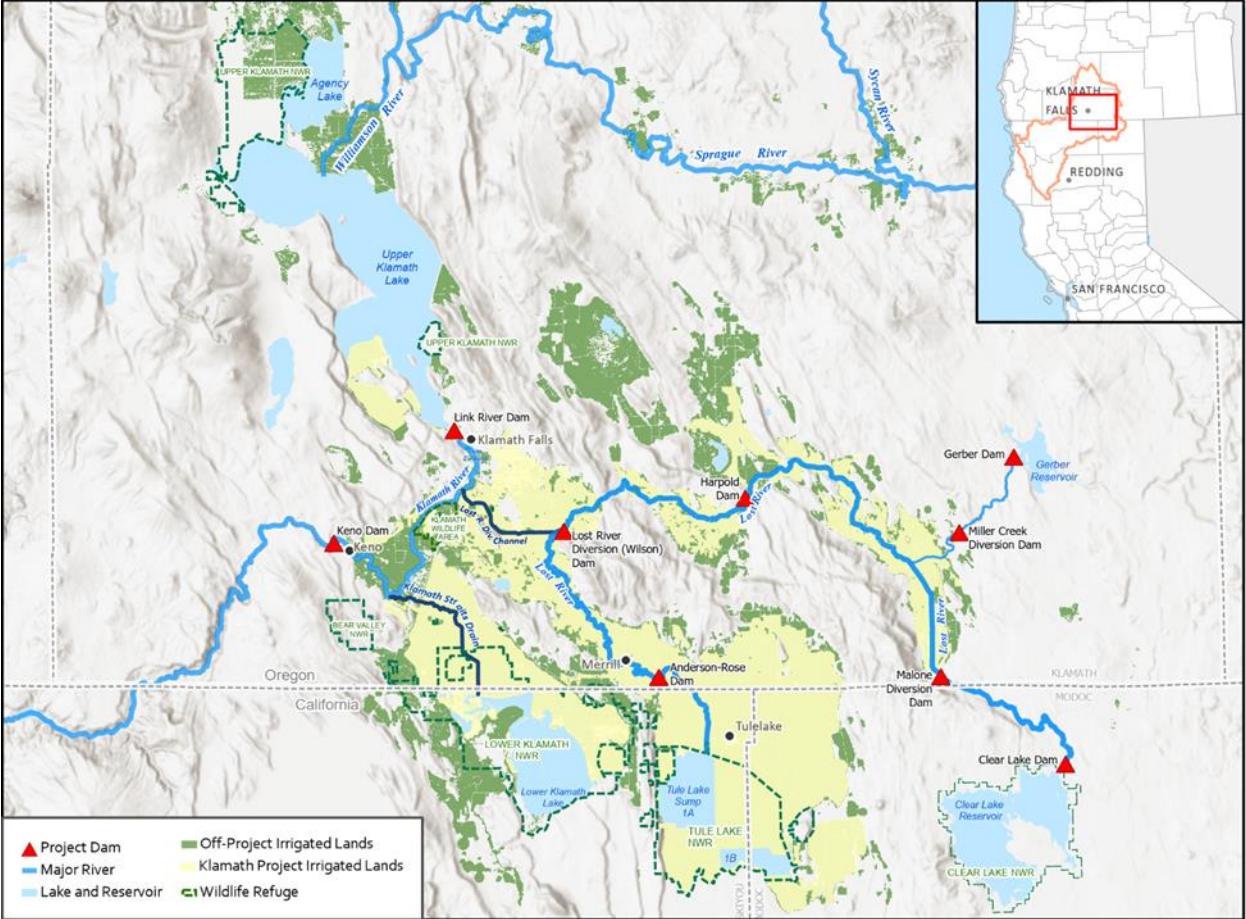 UPPER KLAMATH NWR
Agency
Lake
Williamson River
Sycan River
Sprague River
KLAMATH
FALLS
REDDING
SAN FRANCISCO
Upper
Klamath
Lake
UPPER KLAMATH NWR
Link River Dam
Klamath Falls
Klamath River
Lost R. Div. Channel
KLAMATH
WILDLIFE
AREA
Keno Dam
Keno
Lost River
Diversion (Wilson)
Dam
Harpold
Dam
Lost River
Gerber Dam
Gerber
Reservoir
Miller Creek
Diversion Dam
Lost River
Klamath Straits Drain
BEAR VALLEY
NWR
Lost River
Merrill
Anderson-Rose
Dam
Malone
Diversion
Dam
KLAMATH
MODOC
Oregon
California
Tulelake
LOWER KLAMATH
NWR
Lower Klamath
Lake
Tule Lake
Sump
1A
TULE LAKE
NWR
1B
SISKIYOU
MODOC
Clear Lake Dam
Clear Lake
Reservoir
CLEAR LAKE NWR
Project Dam
Major River
Lake and Reservoir
Off-Project Irrigated Lands
Klamath Project Irrigated Lands
Wildlife Refuge